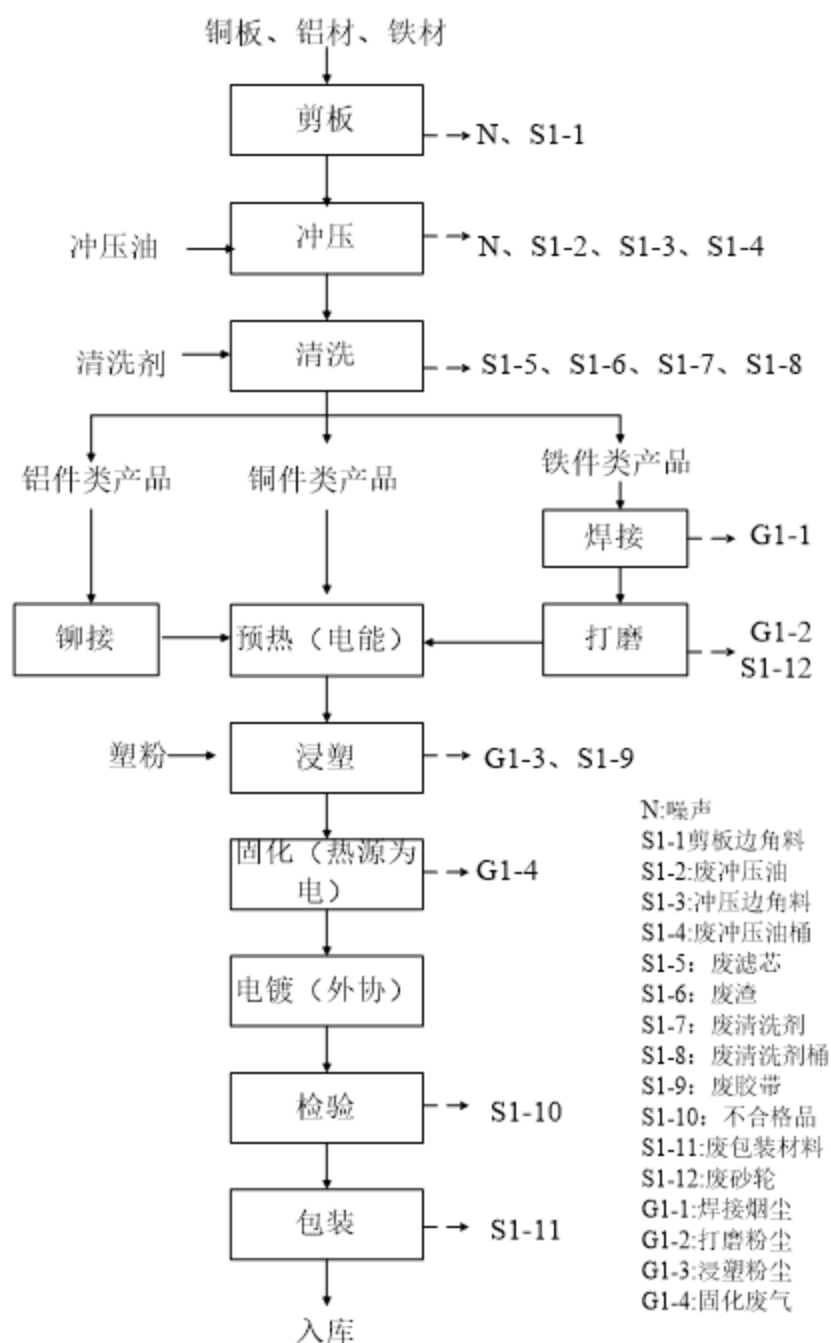 铜板、铝材、铁材
剪板
N、S1-1
冲压油
冲压
N、S1-2、S1-3、S1-4
清洗剂
清洗
S1-5、S1-6、S1-7、S1-8
铝件类产品
铜件类产品
铁件类产品
焊接
G1-1
铆接
预热（电能）
打磨
G1-2
S1-12
塑粉
浸塑
G1-3、S1-9
固化（热源为
电）
G1-4
电镀（外协）
检验
S1-10
包装
S1-11
入库
N:噪声
S1-1剪板边角料
S1-2:废冲压油
S1-3:冲压边角料
S1-4:废冲压油桶
S1-5：废滤芯
S1-6：废渣
S1-7：废清洗剂
S1-8：废清洗剂桶
S1-9：废胶带
S1-10：不合格品
S1-11:废包装材料
S1-12:废砂轮
G1-1:焊接烟尘
G1-2:打磨粉尘
G1-3:浸塑粉尘
G1-4:固化废气